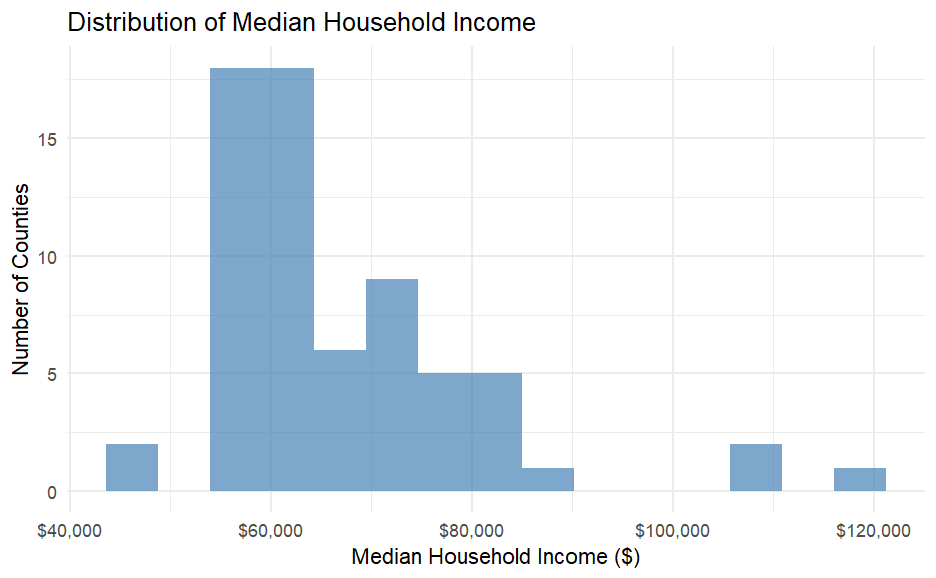 Distribution of Median Household Income
Number of Counties
15
10
5
0
$40,000 $60,000 $80,000 $100,000 $120,000
Median Household Income ($)